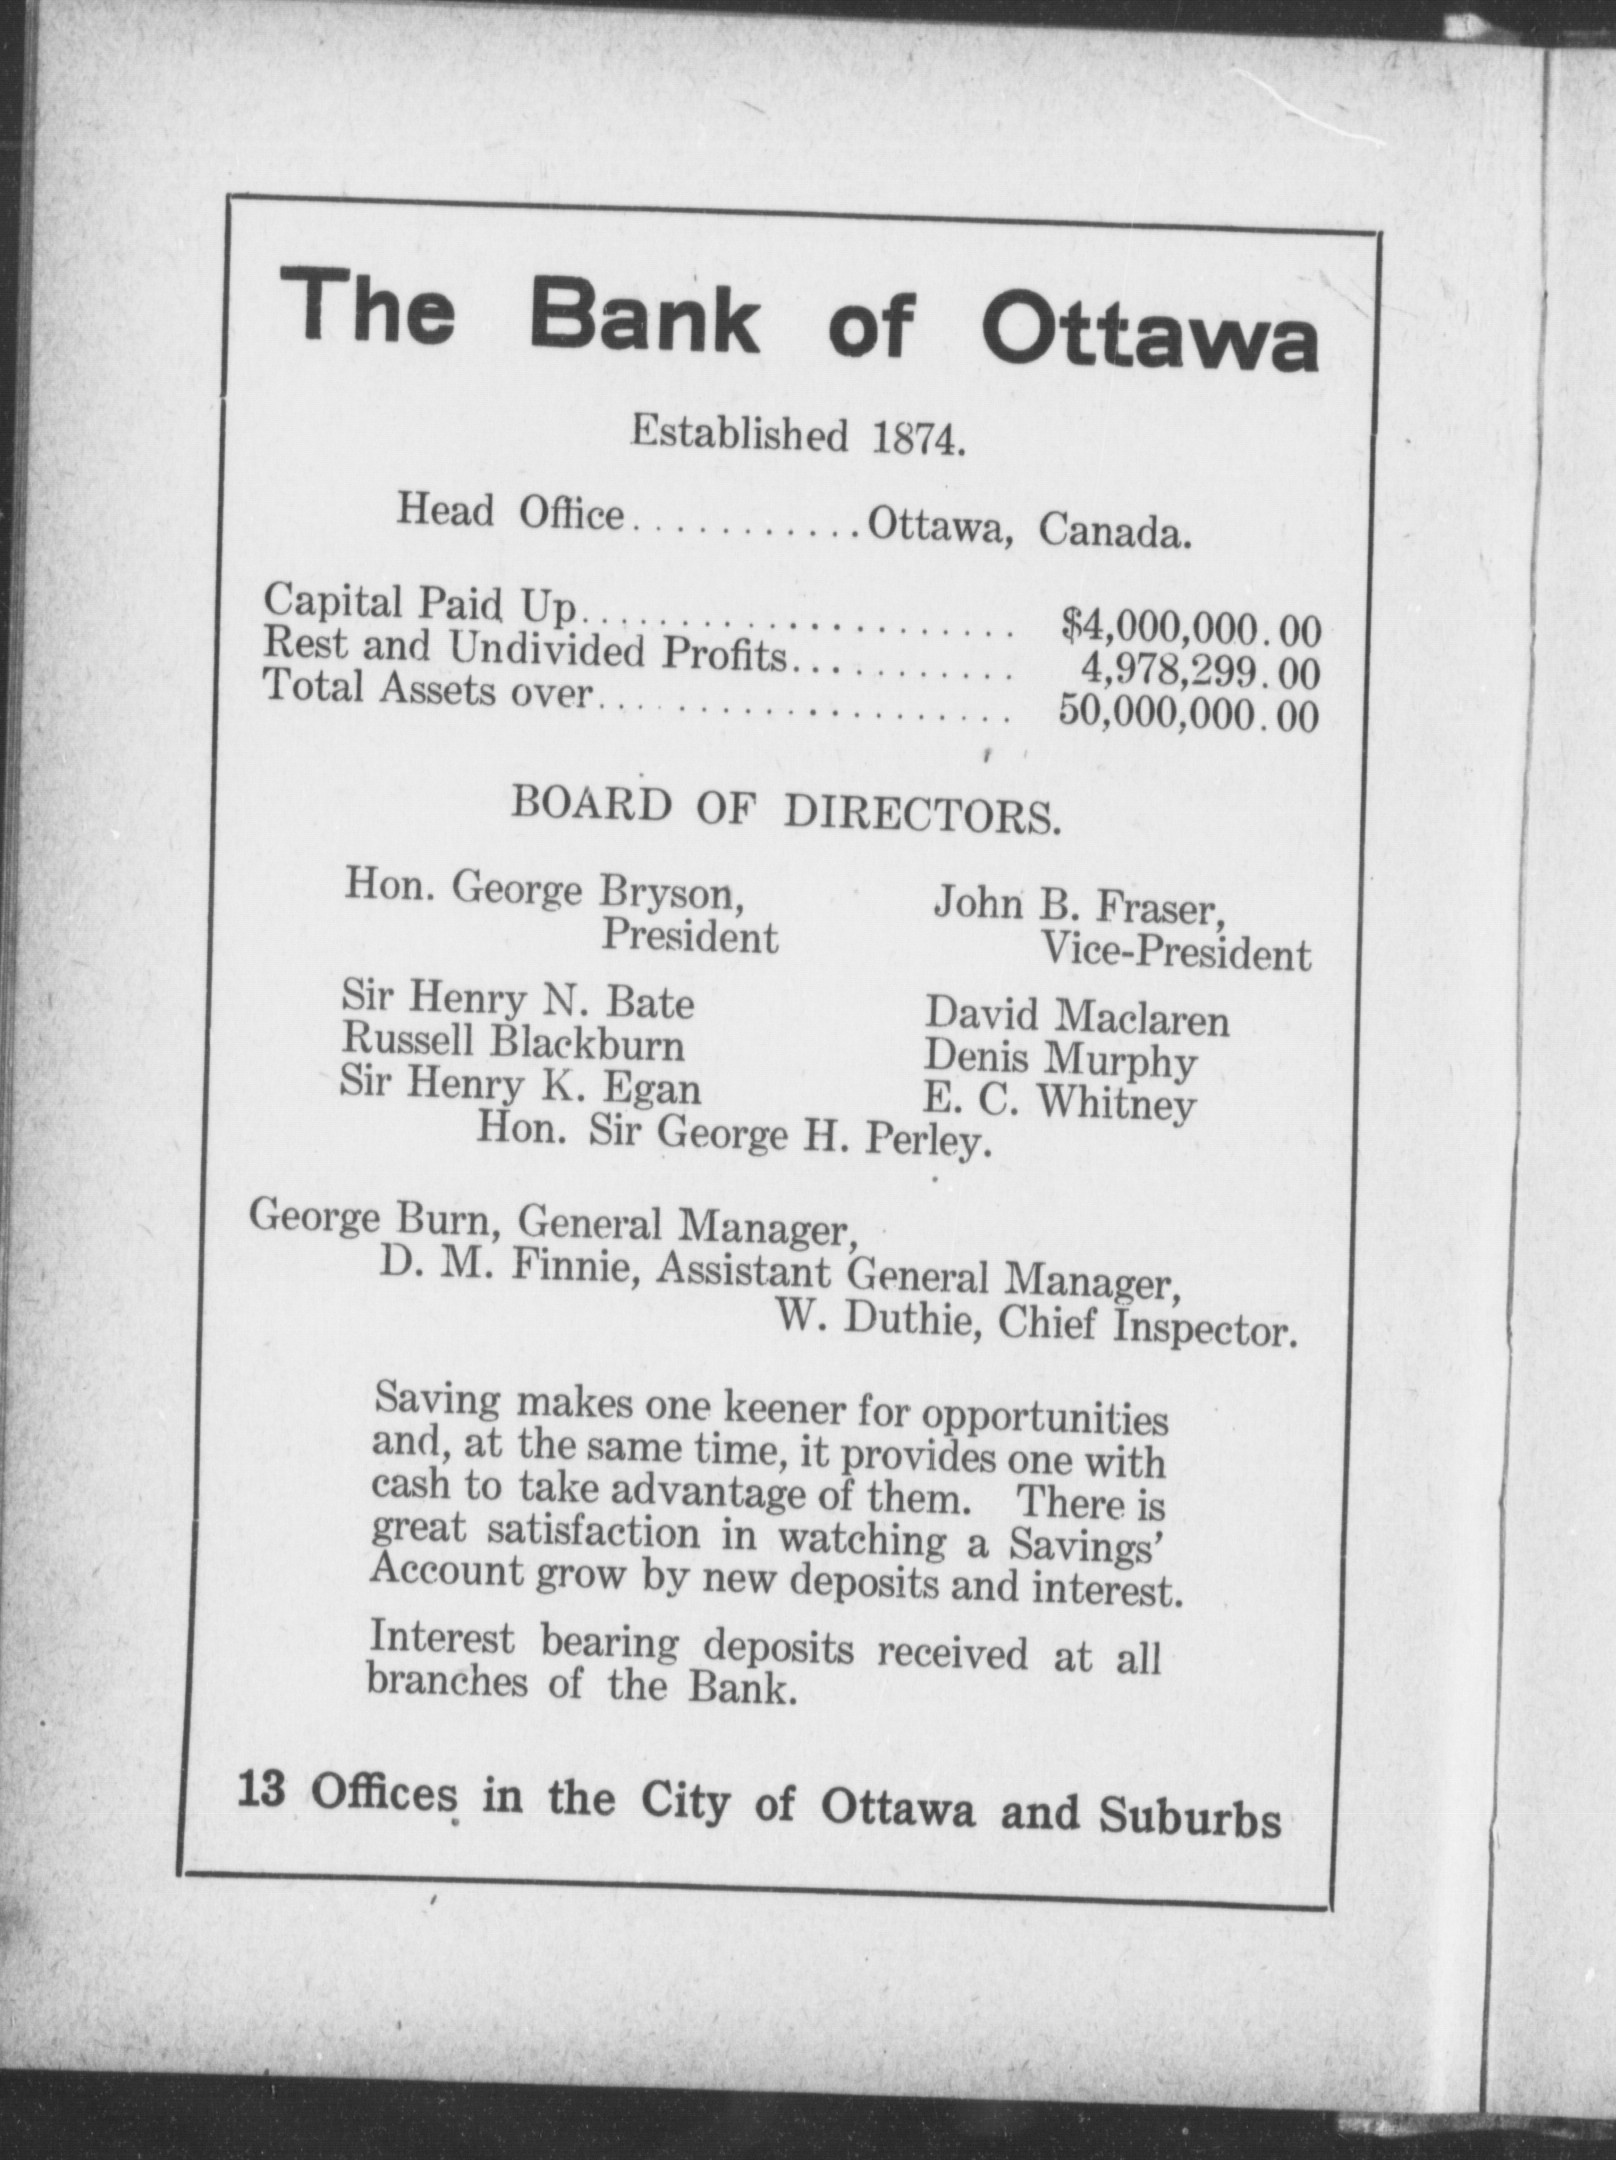 The Bank of Ottawa
Established 1874.
Head Office...........Ottawa, Canada.
Capital Paid Up...................... $4,000,000.00
Rest and Undivided Profits........... 4,978,299.00
Total Assets over..................... 50,000,000.00
BOARD OF DIRECTORS.
Hon. George Bryson,
President
John B. Fraser,
Vice-President
Sir Henry N. Bate
Russell Blackburn
Sir Henry K. Egan
David Maclaren
Denis Murphy
E. C. Whitney
Hon. Sir George H. Perley.
George Burn, General Manager,
D. M. Finnie, Assistant General Manager,
W. Duthie, Chief Inspector.
Saving makes one keener for opportunities
and, at the same time, it provides one with
cash to take advantage of them. There is
great satisfaction in watching a Savings'
Account grow by new deposits and interest.
Interest bearing deposits received at all
branches of the Bank.
13 Offices in the City of Ottawa and Suburbs